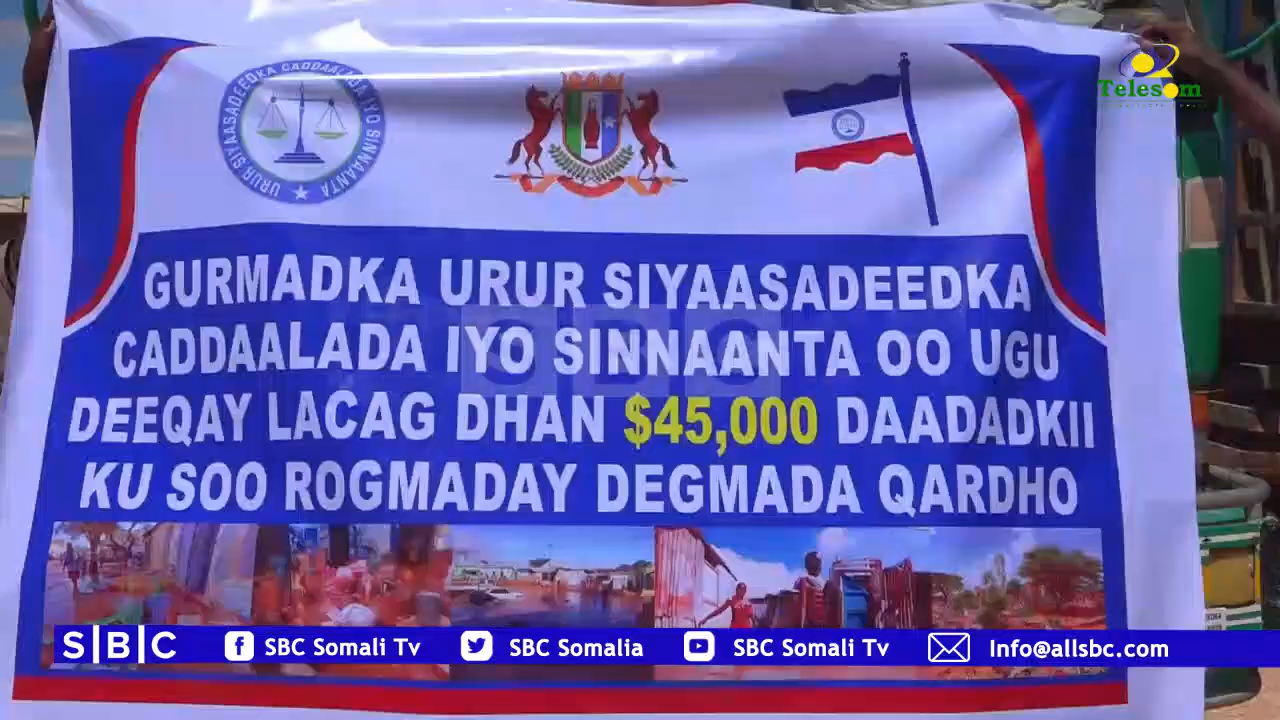 URUR SIYAASADEEDKA CADDAALADA IYO SINNAANTA
Telesom
GURMADKA URUR SIYAASADEEDKA
CADDAALADA IYO SINNAANTA OO UGU
DEEQAY LACAG DHAN $45,000 DAADADKII
KU SOO ROGMADAY DEGMADA QARDHO
SBC
S|B|C SBC Somali Tv SBC Somalia SBC Somali Tv Info@allsbc.com